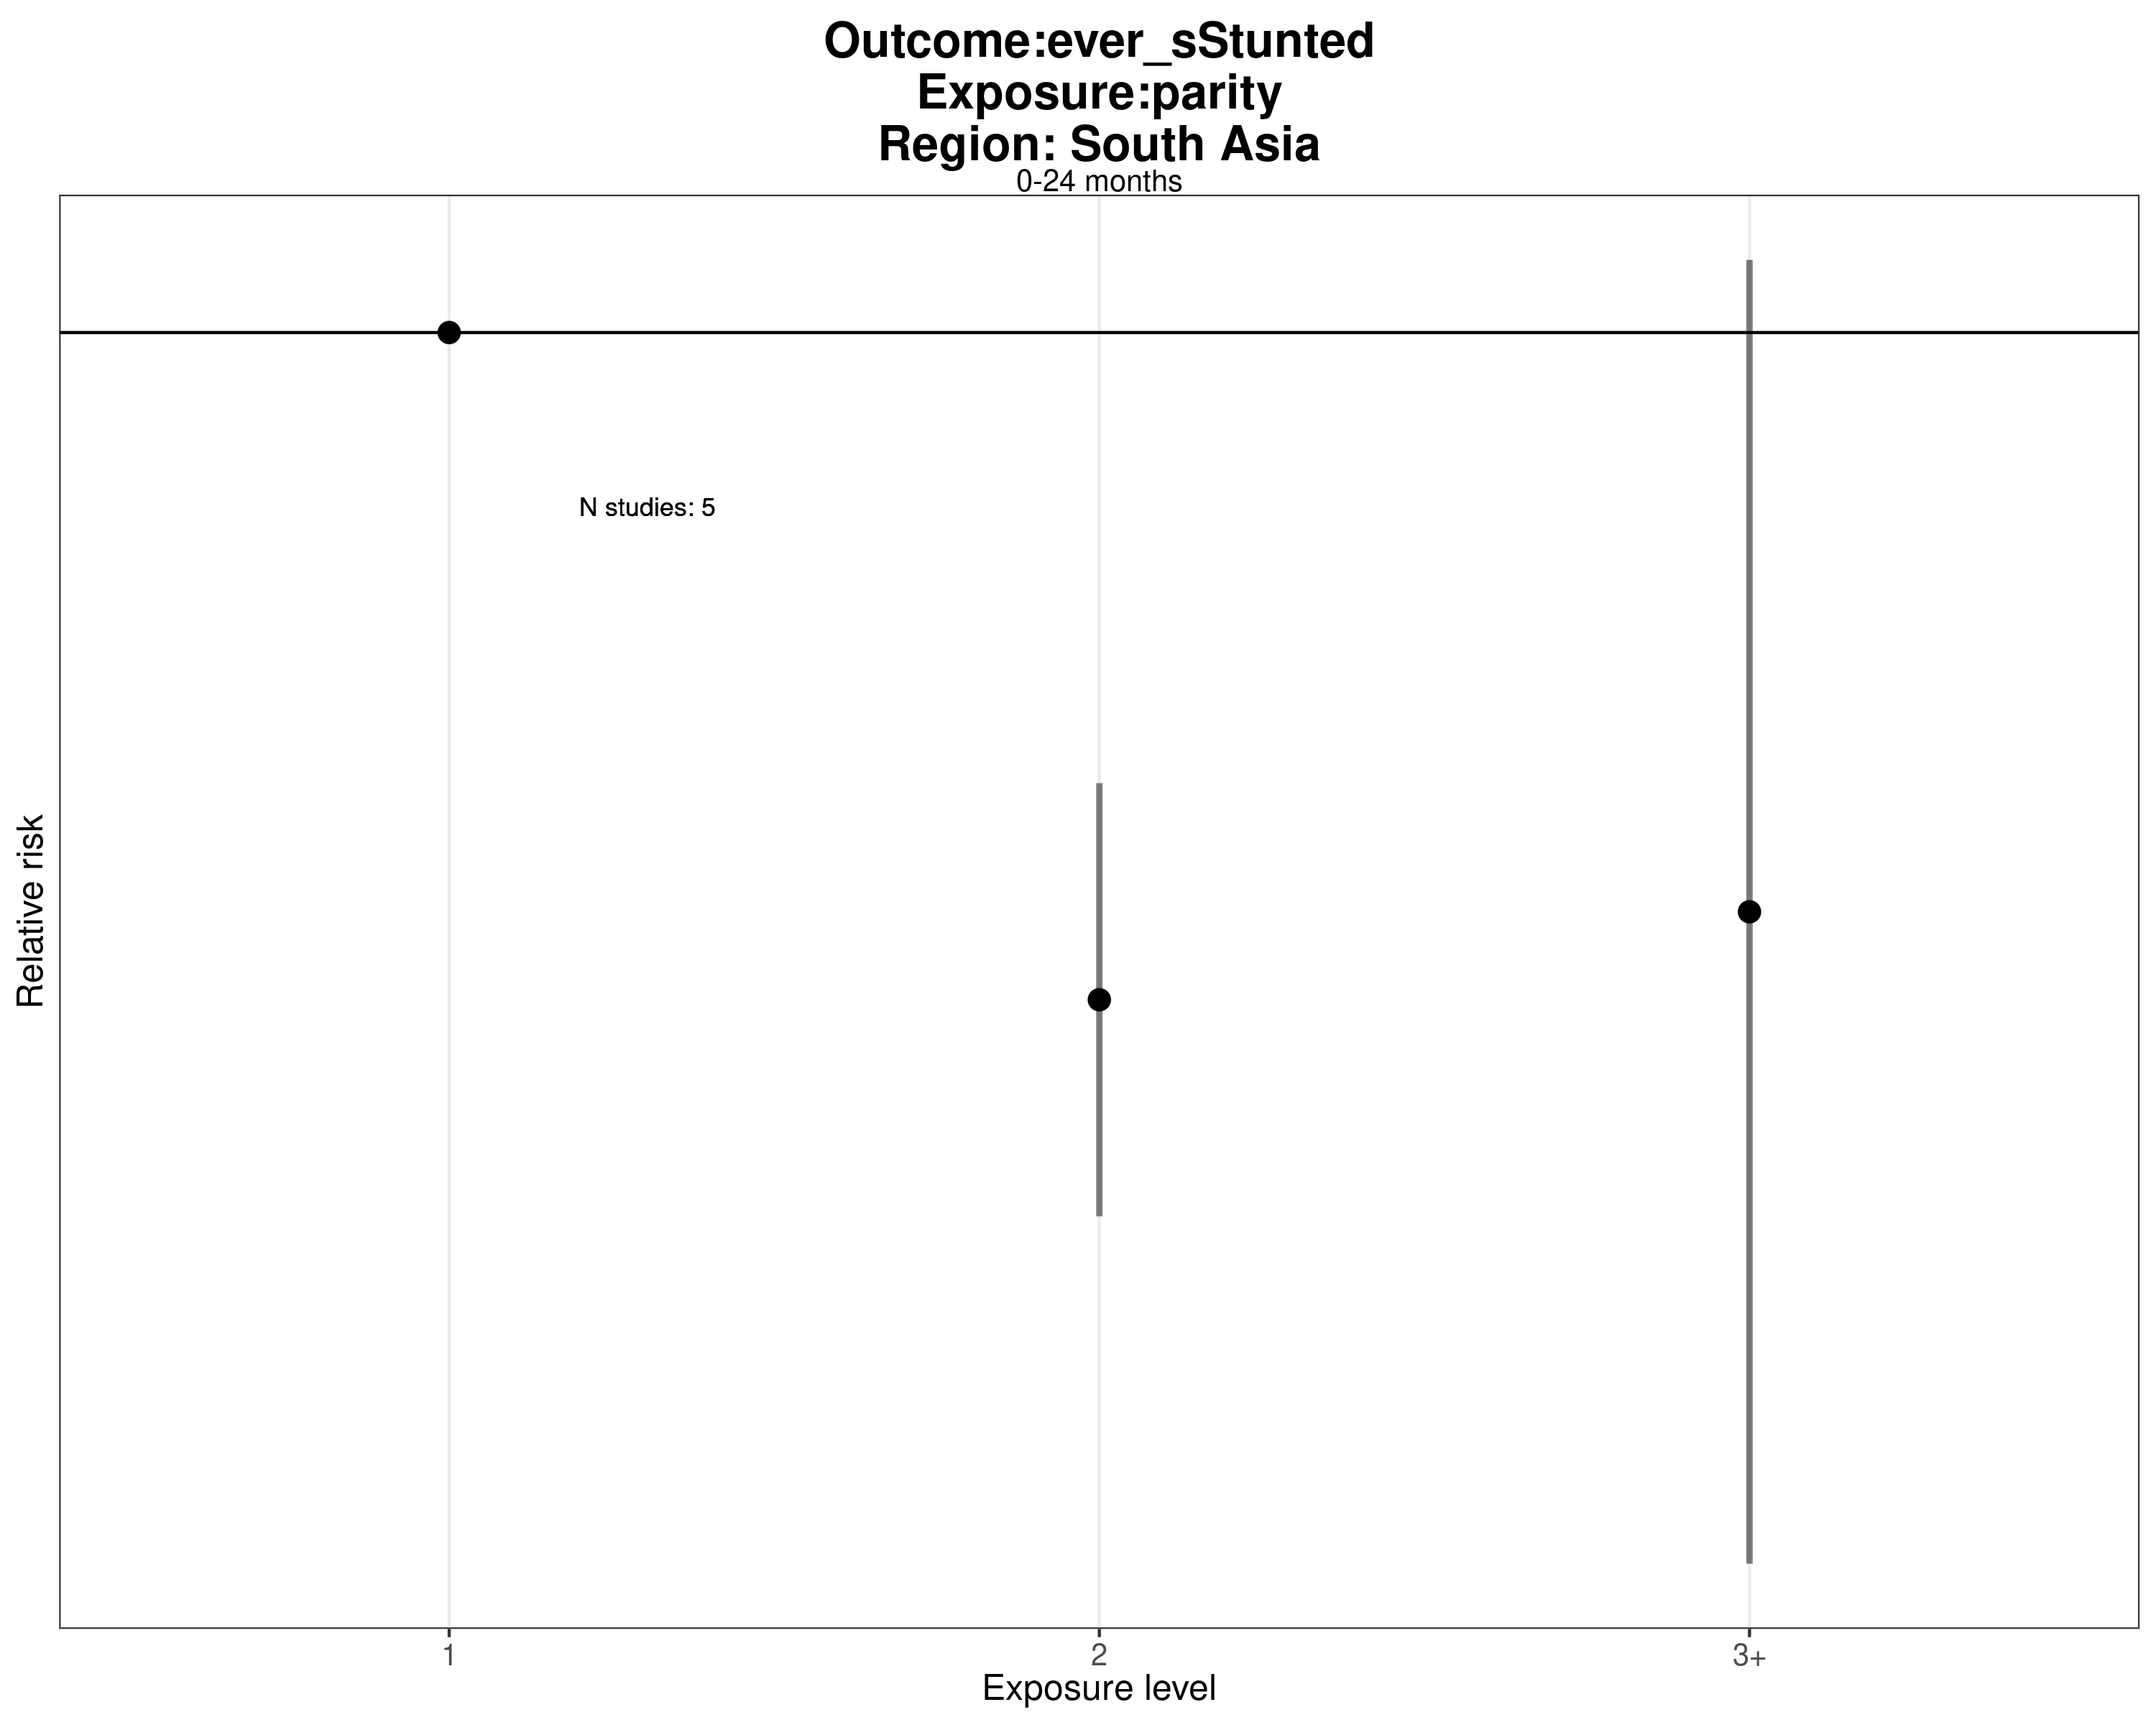 Outcome:ever_sStunted
Exposure:parity
Region: South Asia
0-24 months
N studies: 5
Relative risk
1
2
3+
Exposure level